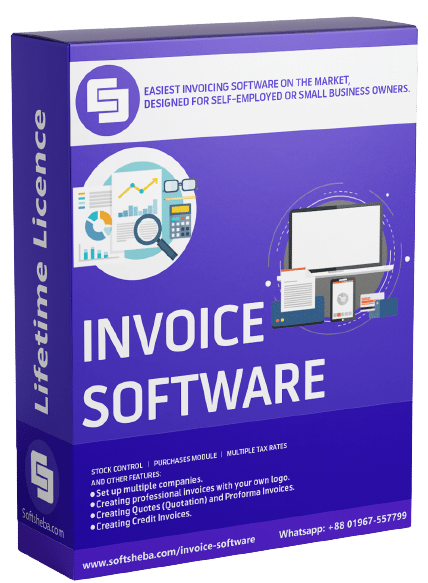 EASIEST INVOICING SOFTWARE ON THE MARKET,
DESIGNED FOR SELF-EMPLOYED OR SMALL BUSINESS OWNERS.
Lifetime Licence
INVOICE
SOFTWARE
STOCK CONTROL | PURCHASES MODULE | MULTIPLE TAX RATES
AND OTHER FEATURES:
●Set up multiple companies.
●Creating professional invoices with your own logo.
●Creating Quotes (Quotation) and Proforma Invoices.
●Creating Credit Invoices.
Softsheba.com
www.softsheba.com/invoice-software
Whatsapp: +88 01967-557799